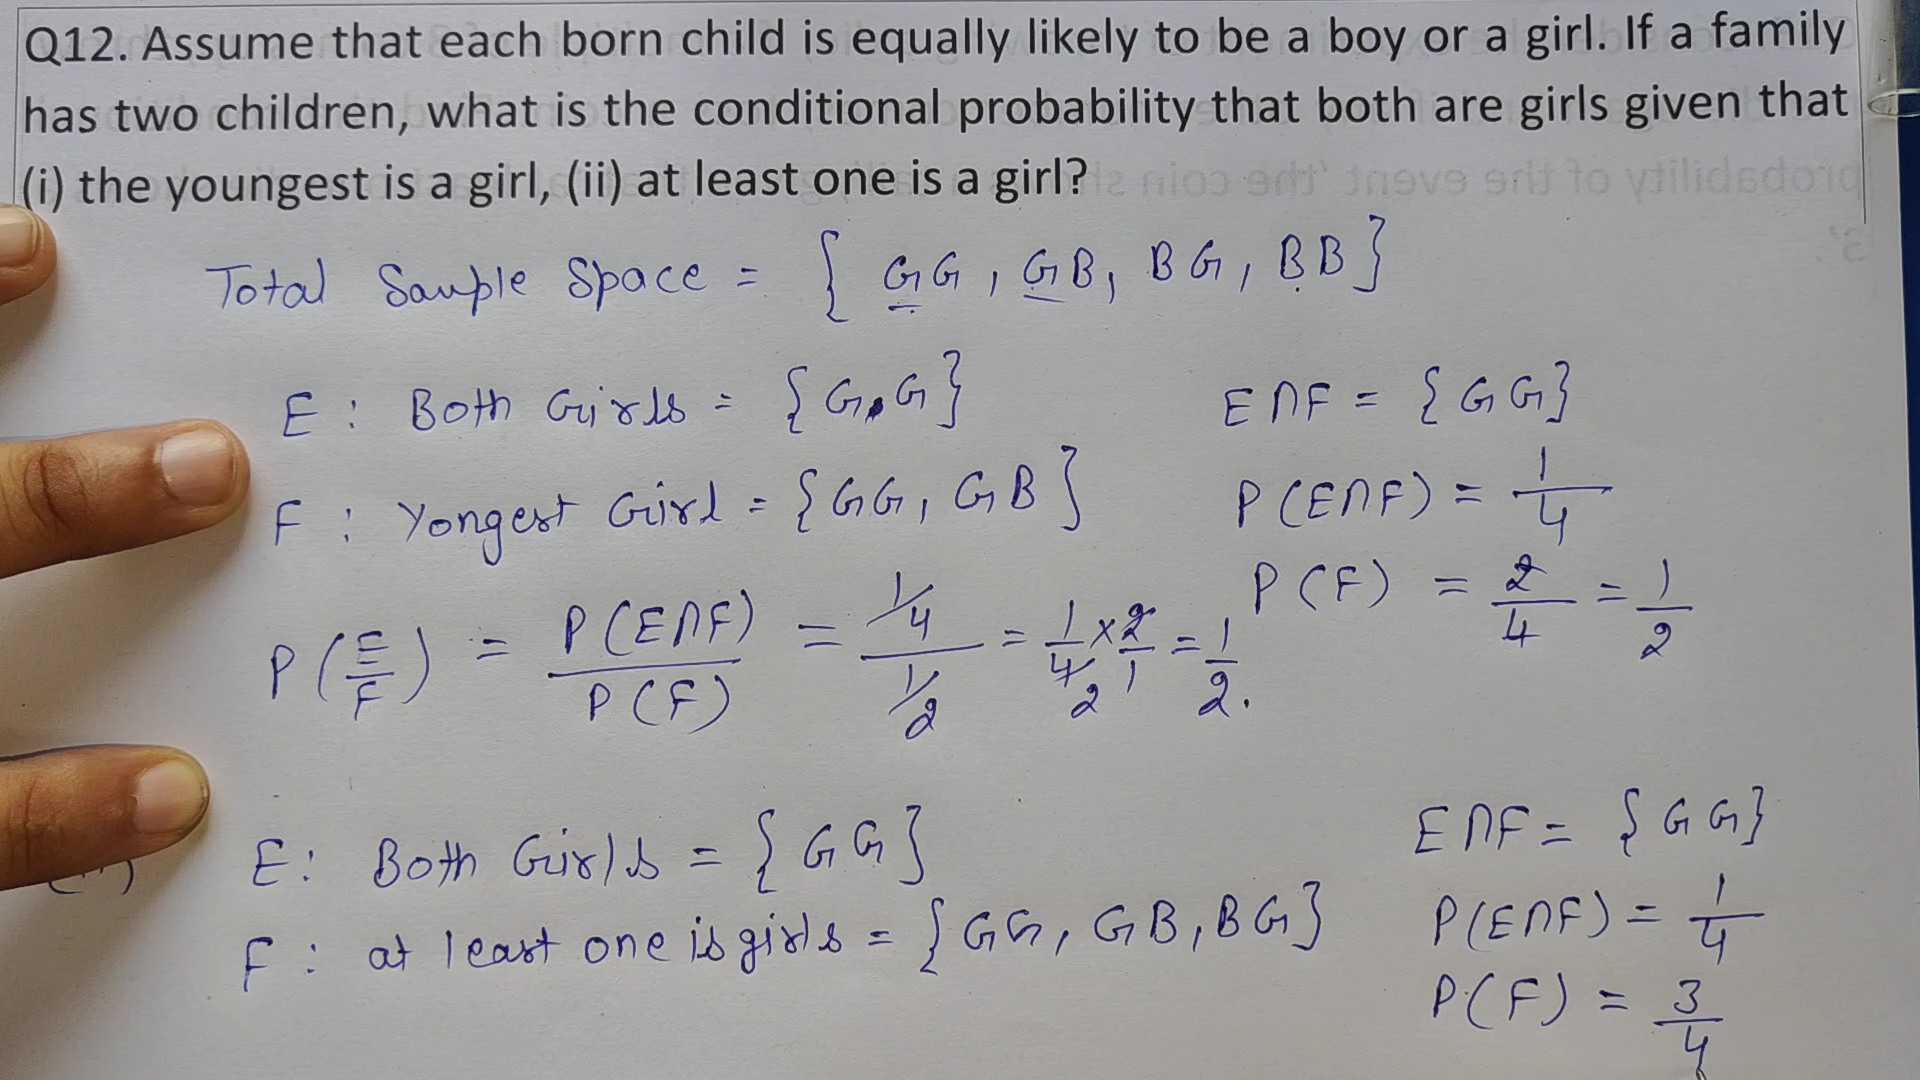 Q12. Assume that each born child is equally likely to be a boy or a girl. If a family
has two children, what is the conditional probability that both are girls given that
(i) the youngest is a girl, (ii) at least one is a girl?
Total Sample Space = { GG, GB, BG, BB }
E : Both Girls = { G, G }
E ∩ F = { G G }
F : Yongest Girl = { GG, GB }
P (E∩F) = 1/4
P (F) = 2/4 = 1/2
P (E/F) = P (E∩F) / P (F) = 1/4 / 1/2 = 1/4 × 2/1 = 1/2.
E : Both Girls = { GG }
E ∩ F = { G G }
F : at least one is girls = { GG, GB, BG }
P(E∩F) = 1/4
P(F) = 3/4